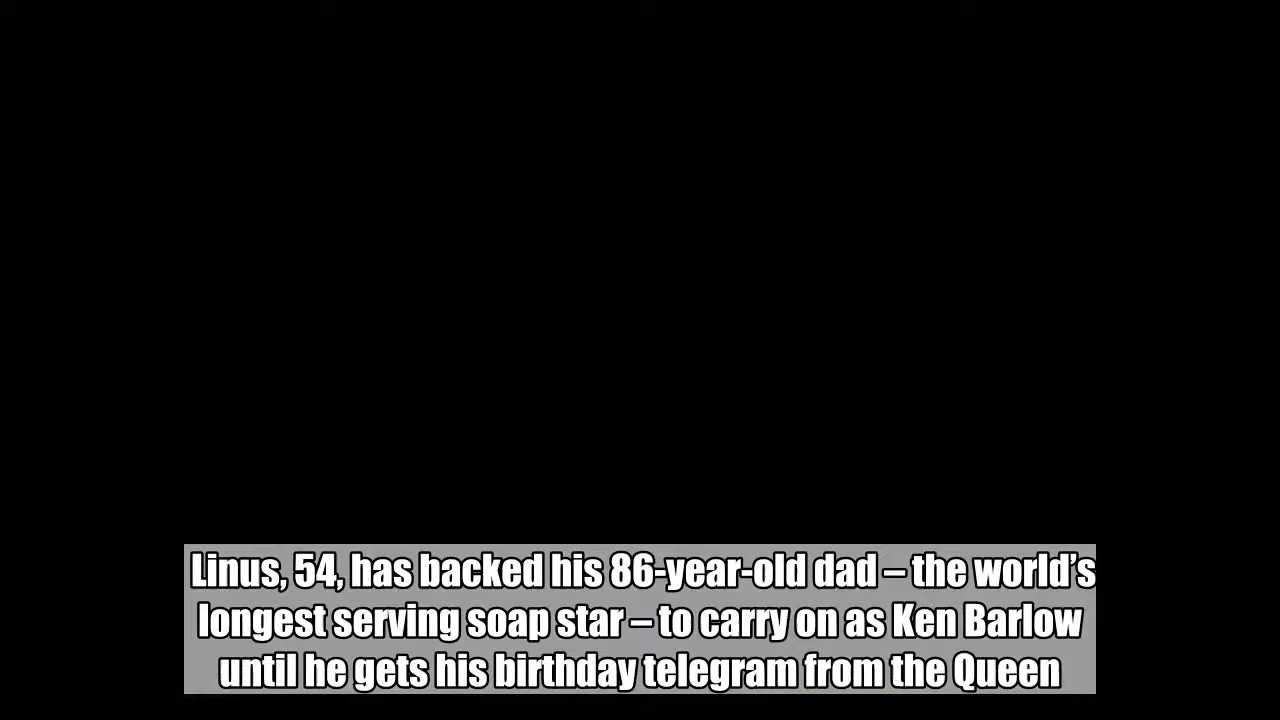 Linus, 54, has backed his 86-year-old dad – the world’s
longest serving soap star – to carry on as Ken Barlow
until he gets his birthday telegram from the Queen